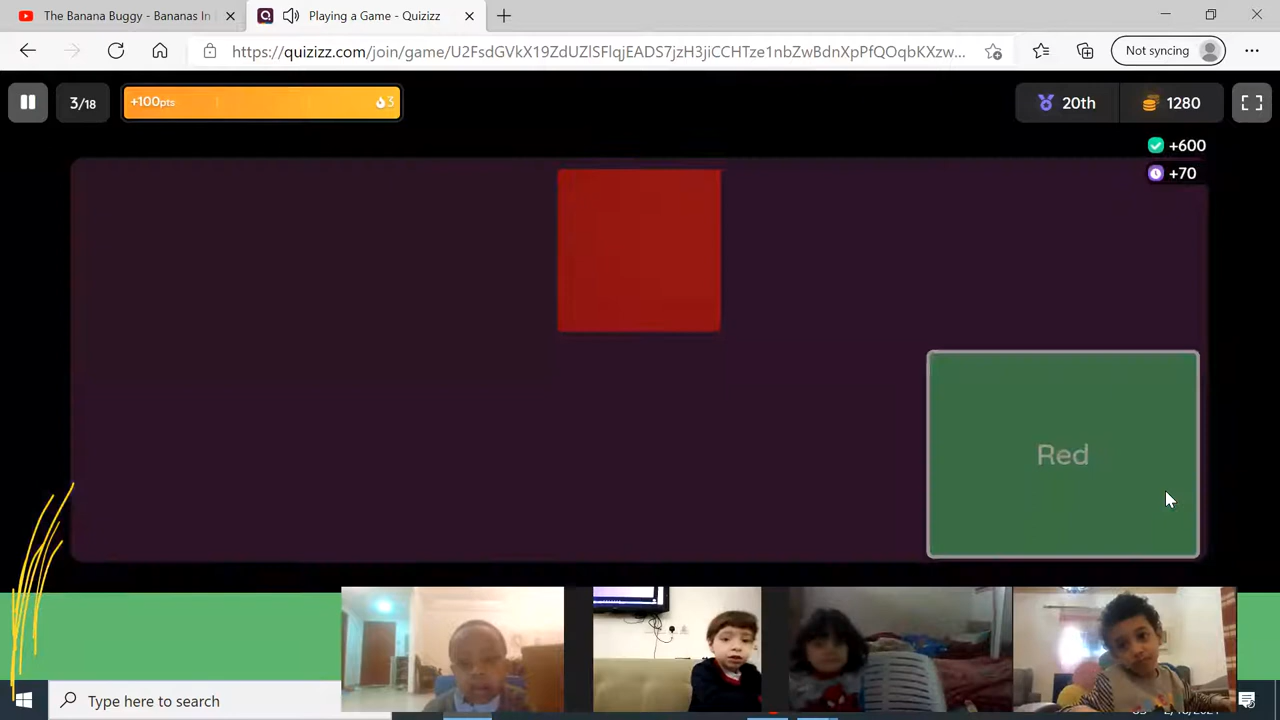 The Banana Buggy - Bananas In
Playing a Game - Quizizz
https://quizizz.com/join/game/U2FsdGVkX19ZdUZlSFlqjEADS7jzH3jiCCHTze1nbZwBdnXpPfQOqbKXzw...
Not syncing
3/18
+100pts
3
20th
1280
+600
+70
Red
Type here to search